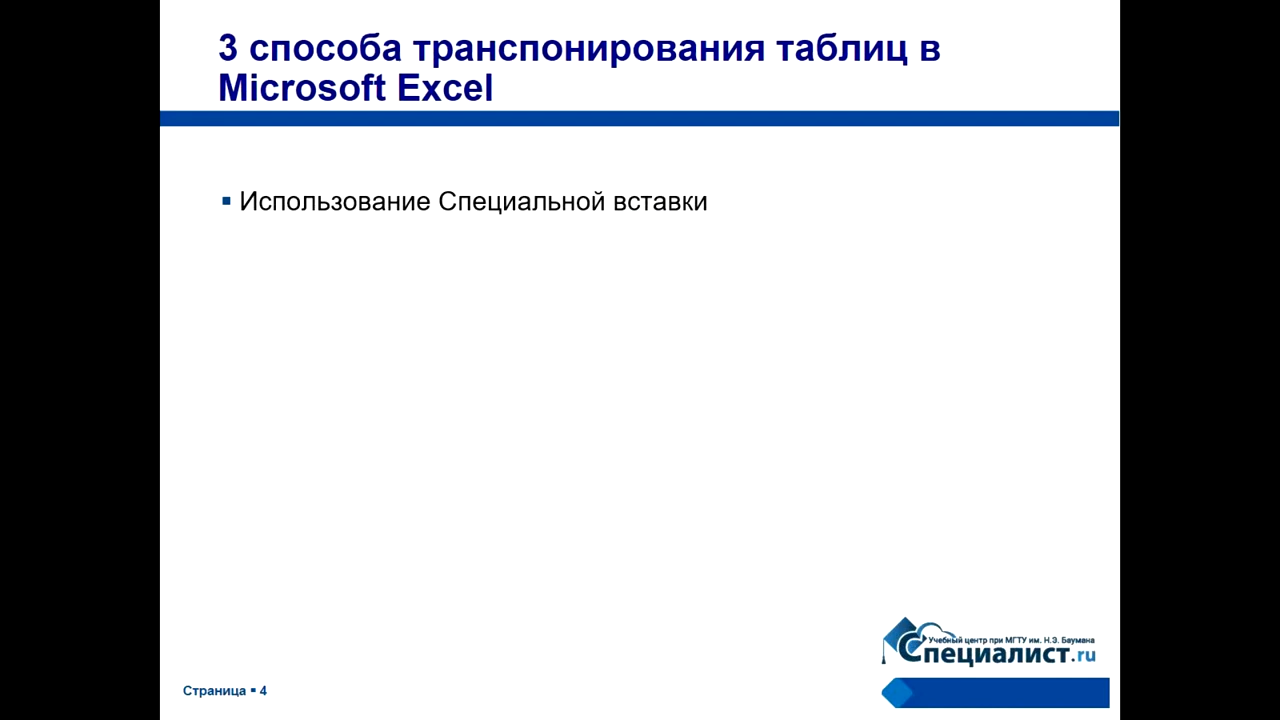 3 способа транспонирования таблиц в
Microsoft Excel
▪ Использование Специальной вставки
Учебный центр при МГТУ им. Н.Э. Баумана
Специалист.ru
Страница ▪ 4